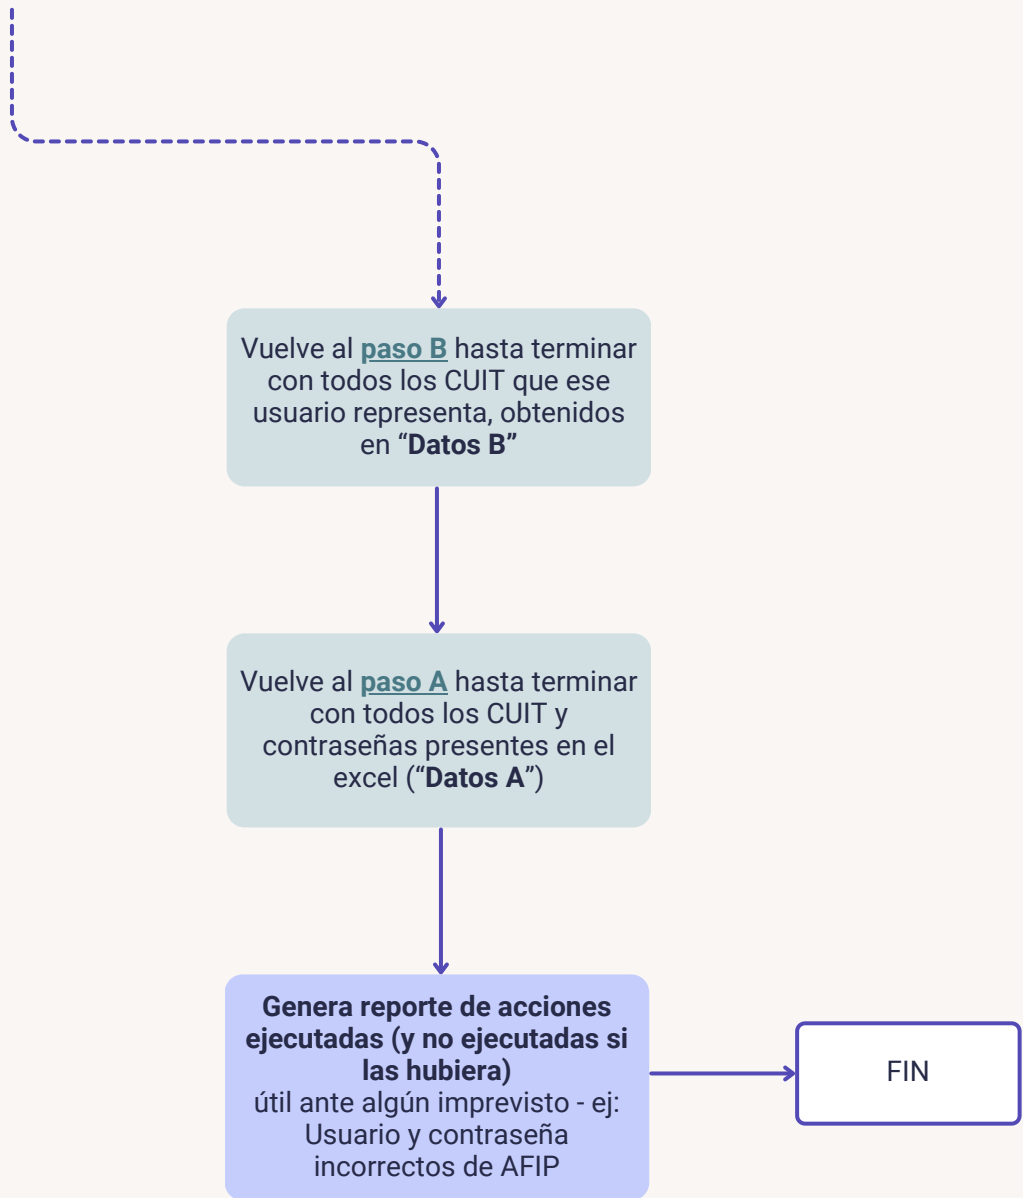 Vuelve al paso B hasta terminar
con todos los CUIT que ese
usuario representa, obtenidos
en “Datos B”
Vuelve al paso A hasta terminar
con todos los CUIT y
contraseñas presentes en el
excel (“Datos A”)
Genera reporte de acciones
ejecutadas (y no ejecutadas si
las hubiera)
útil ante algún imprevisto - ej:
Usuario y contraseña
incorrectos de AFIP
FIN